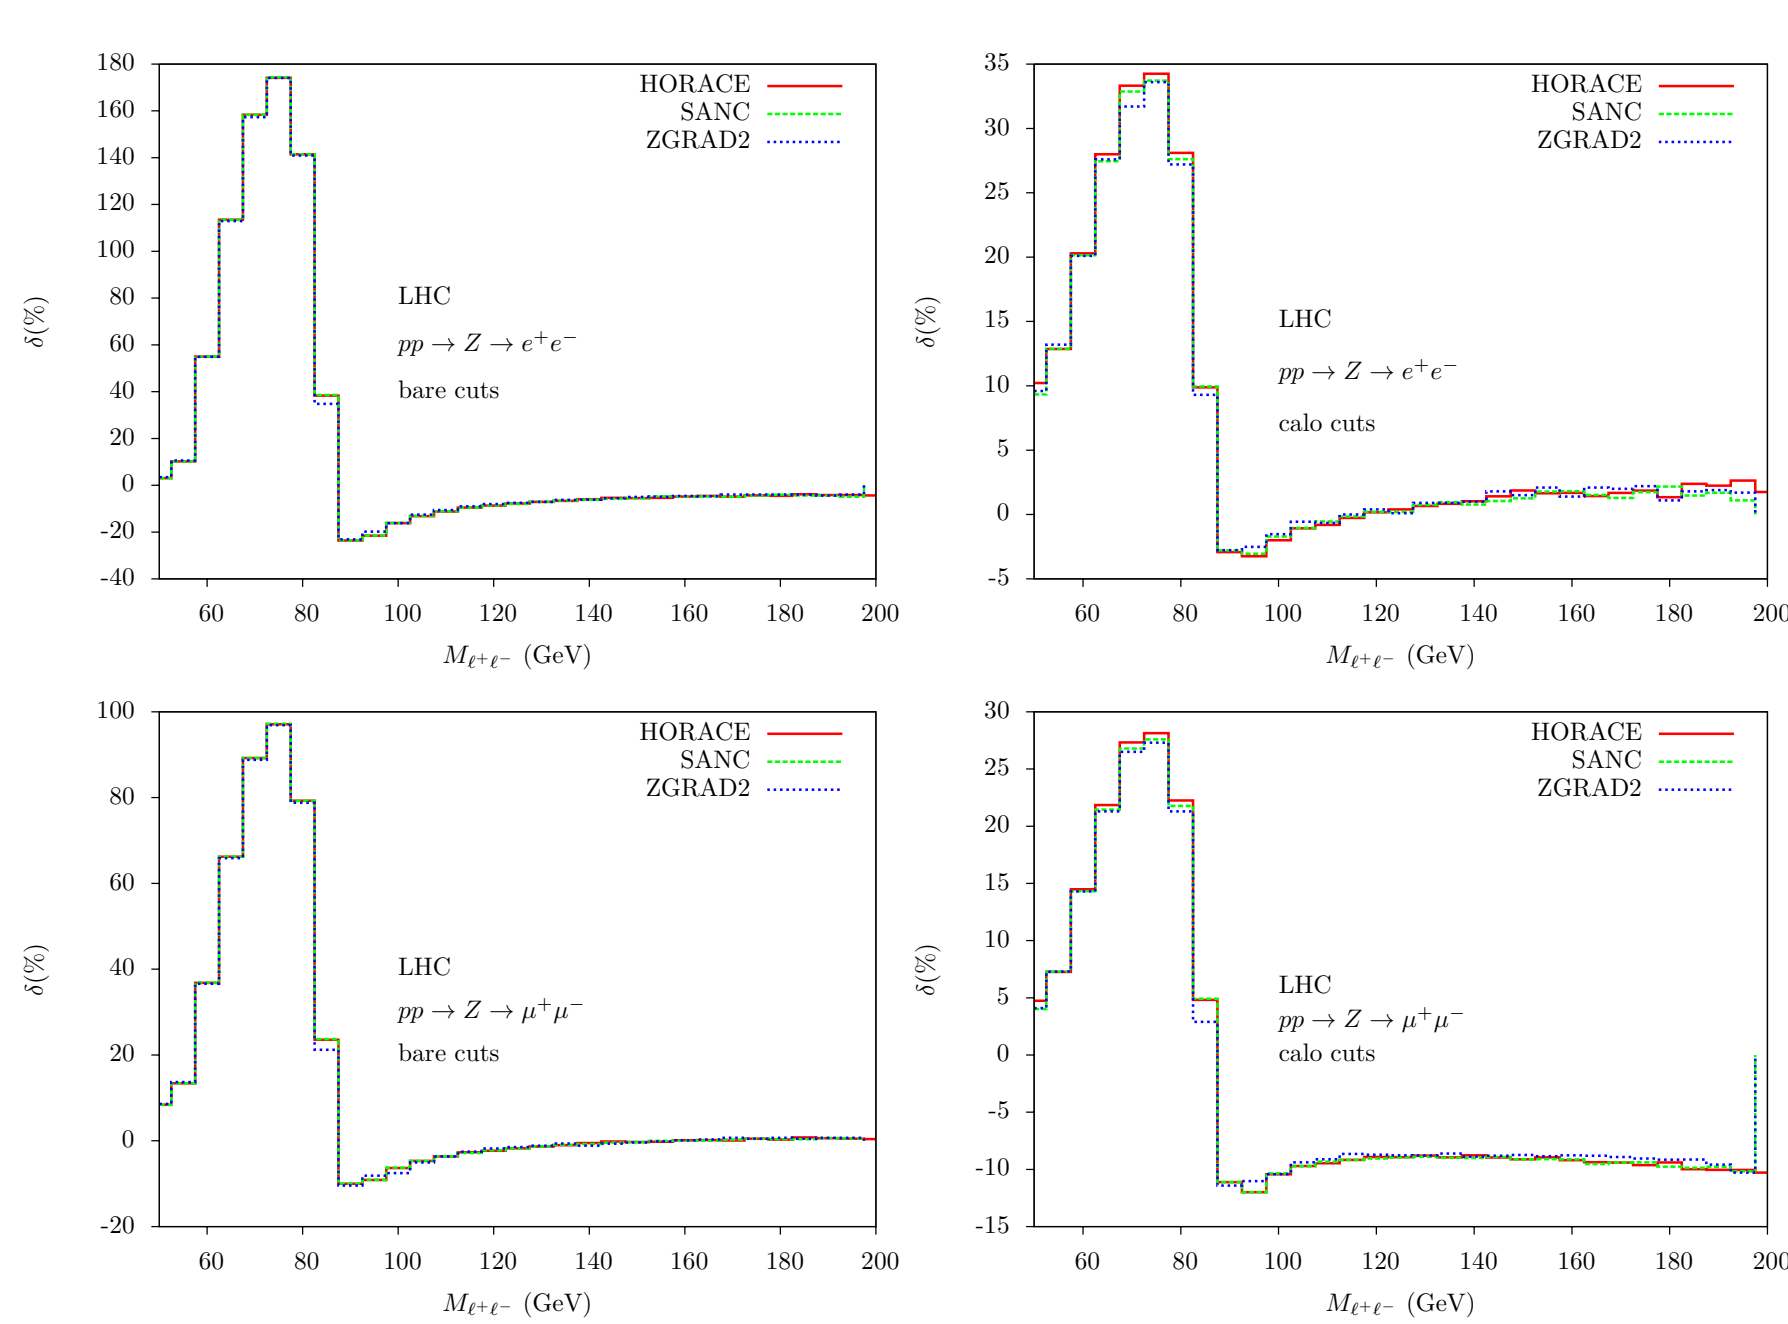 180
160
140
120
100
80
60
40
20
0
-20
-40
δ(%)
HORACE
SANC
ZGRAD2
LHC
pp → Z → e⁺e⁻
bare cuts
60 80 100 120 140 160 180 200
M_ℓ⁺ℓ⁻ (GeV)
35
30
25
20
15
10
5
0
-5
δ(%)
HORACE
SANC
ZGRAD2
LHC
pp → Z → e⁺e⁻
calo cuts
60 80 100 120 140 160 180 200
M_ℓ⁺ℓ⁻ (GeV)
100
80
60
40
20
0
-20
δ(%)
HORACE
SANC
ZGRAD2
LHC
pp → Z → μ⁺μ⁻
bare cuts
60 80 100 120 140 160 180 200
M_ℓ⁺ℓ⁻ (GeV)
30
25
20
15
10
5
0
-5
-10
-15
δ(%)
HORACE
SANC
ZGRAD2
LHC
pp → Z → μ⁺μ⁻
calo cuts
60 80 100 120 140 160 180 200
M_ℓ⁺ℓ⁻ (GeV)